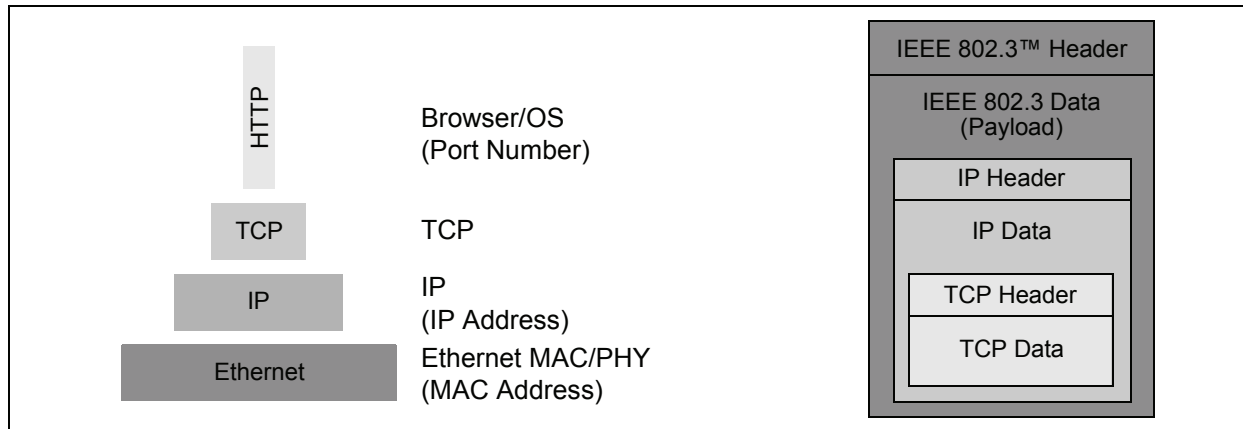 HTTP
Browser/OS
(Port Number)
TCP
TCP
IP
IP
(IP Address)
Ethernet
Ethernet MAC/PHY
(MAC Address)
IEEE 802.3™ Header
IEEE 802.3 Data
(Payload)
IP Header
IP Data
TCP Header
TCP Data